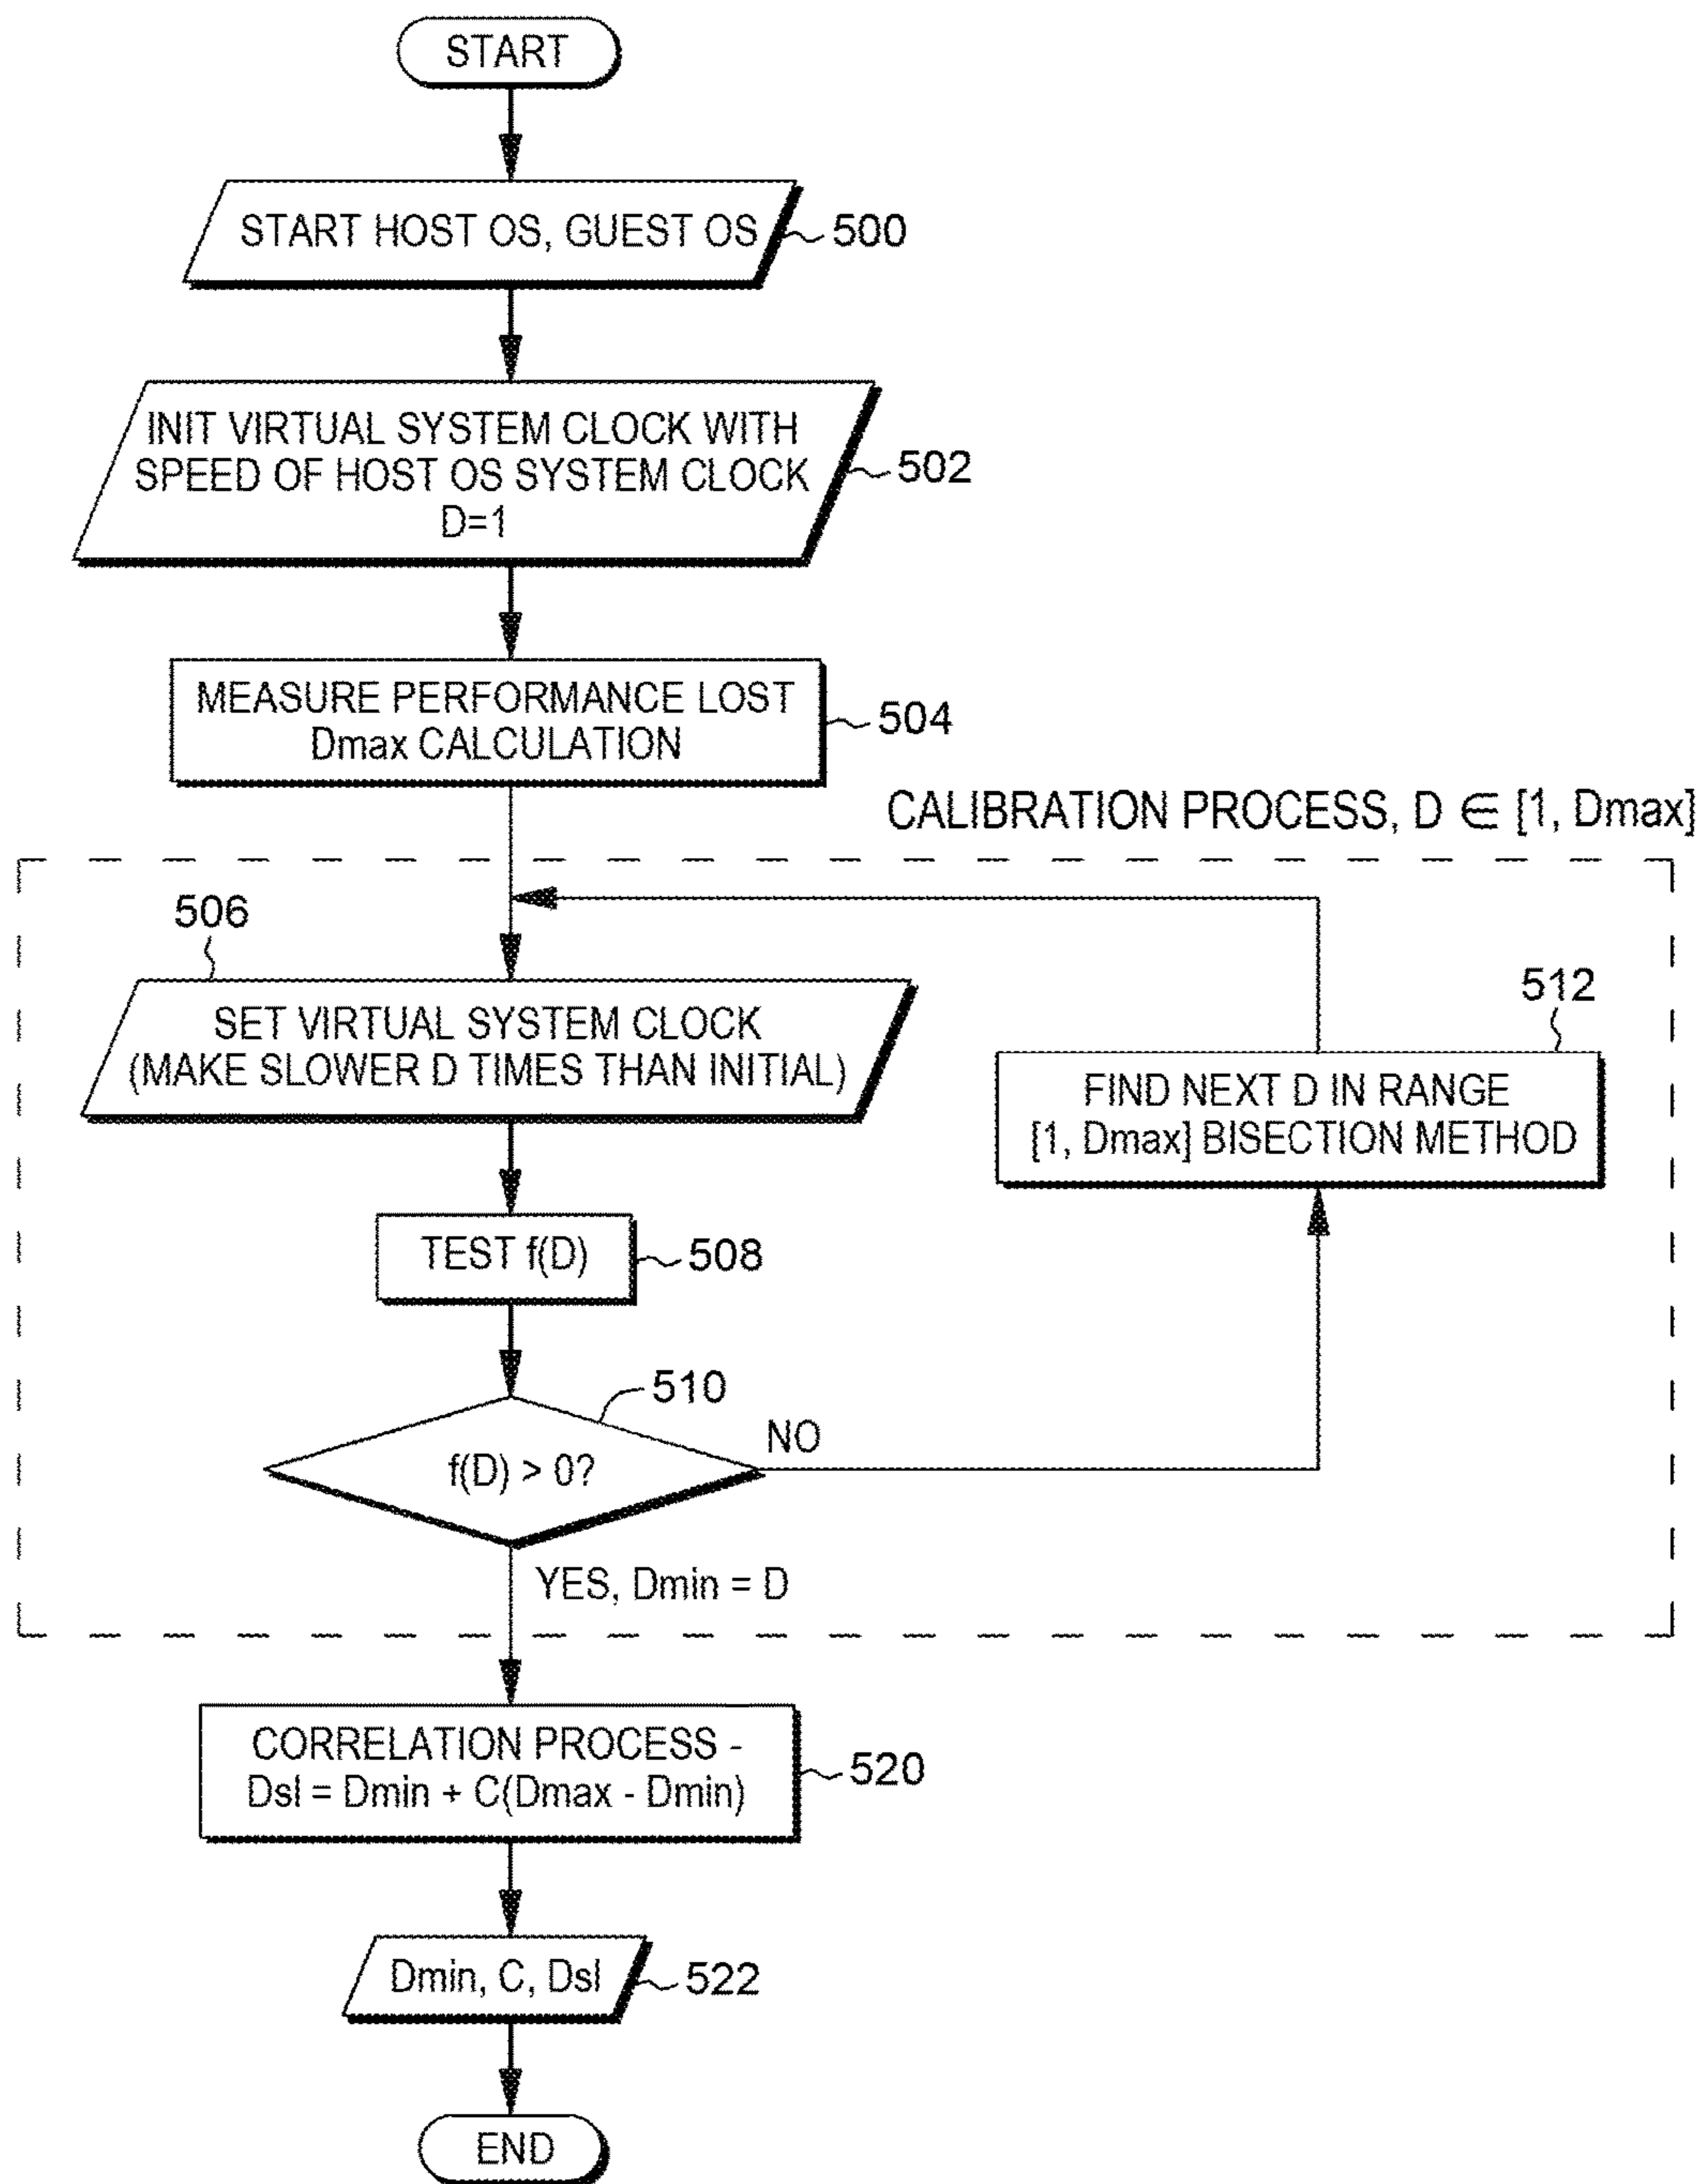 START
START HOST OS, GUEST OS
500
INIT VIRTUAL SYSTEM CLOCK WITH
SPEED OF HOST OS SYSTEM CLOCK
D=1
502
MEASURE PERFORMANCE LOST
Dmax CALCULATION
504
CALIBRATION PROCESS, D ∈ [1, Dmax]
506
SET VIRTUAL SYSTEM CLOCK
(MAKE SLOWER D TIMES THAN INITIAL)
512
FIND NEXT D IN RANGE
[1, Dmax] BISECTION METHOD
TEST f(D)
508
510
f(D) > 0?
NO
YES, Dmin = D
CORRELATION PROCESS -
Dsl = Dmin + C(Dmax - Dmin)
520
Dmin, C, Dsl
522
END